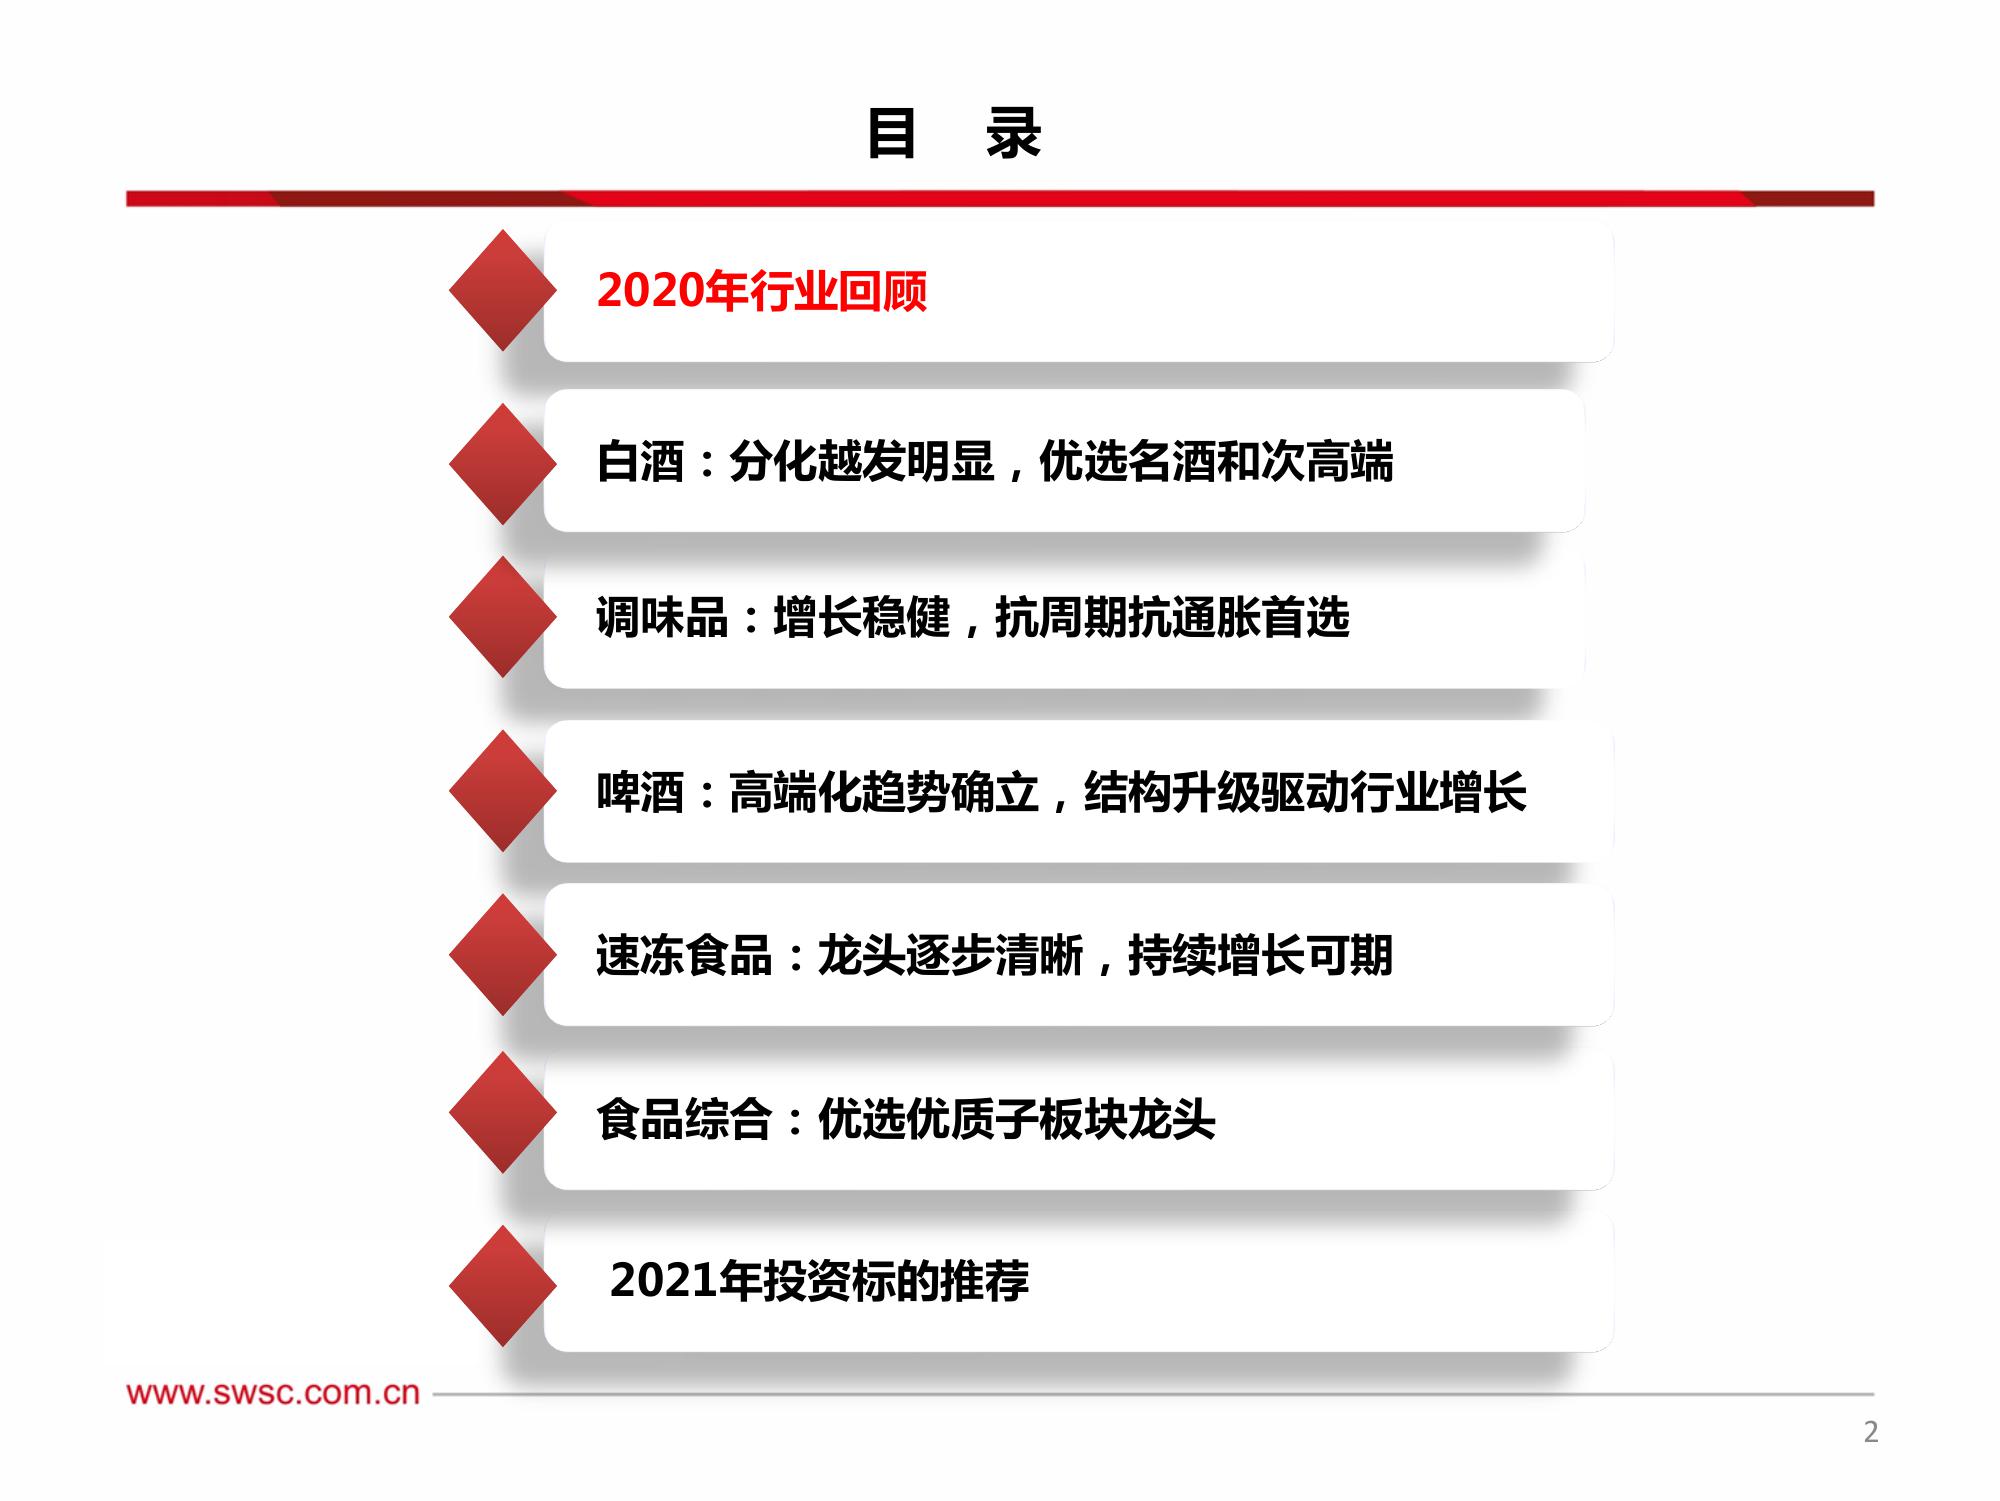 目 录
2020年行业回顾
白酒：分化越发明显，优选名酒和次高端
调味品：增长稳健，抗周期抗通胀首选
啤酒：高端化趋势确立，结构升级驱动行业增长
速冻食品：龙头逐步清晰，持续增长可期
食品综合：优选优质子板块龙头
2021年投资标的推荐
www.swsc.com.cn
2